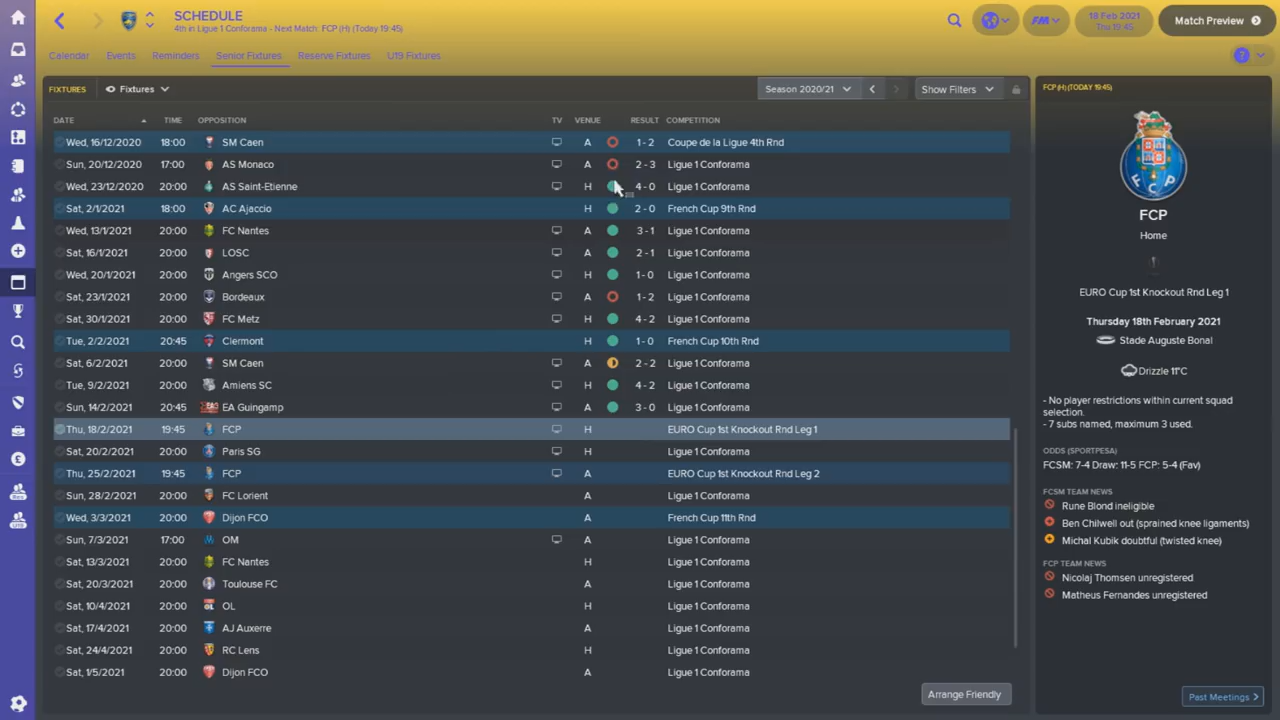 SCHEDULE
4th in Ligue 1 Conforama - Next Match: FCP (H) (Today 19:45)
FM
18 Feb 2021
Thu 19:45
Match Preview
Calendar Events Reminders Senior Fixtures Reserve Fixtures U19 Fixtures
?
FIXTURES Fixtures Season 2020/21 Show Filters
DATE TIME OPPOSITION TV VENUE RESULT COMPETITION
Wed, 16/12/2020 18:00 SM Caen A 1 - 2 Coupe de la Ligue 4th Rnd
Sun, 20/12/2020 17:00 AS Monaco A 2 - 3 Ligue 1 Conforama
Wed, 23/12/2020 20:00 AS Saint-Etienne H 4 - 0 Ligue 1 Conforama
Sat, 2/1/2021 18:00 AC Ajaccio H 2 - 0 French Cup 9th Rnd
Wed, 13/1/2021 20:00 FC Nantes A 3 - 1 Ligue 1 Conforama
Sat, 16/1/2021 20:00 LOSC A 2 - 1 Ligue 1 Conforama
Wed, 20/1/2021 20:00 Angers SCO H 1 - 0 Ligue 1 Conforama
Sat, 23/1/2021 20:00 Bordeaux A 1 - 2 Ligue 1 Conforama
Sat, 30/1/2021 20:00 FC Metz H 4 - 2 Ligue 1 Conforama
Tue, 2/2/2021 20:45 Clermont H 1 - 0 French Cup 10th Rnd
Sat, 6/2/2021 20:00 SM Caen A 2 - 2 Ligue 1 Conforama
Tue, 9/2/2021 20:00 Amiens SC H 4 - 2 Ligue 1 Conforama
Sun, 14/2/2021 20:45 EA Guingamp A 3 - 0 Ligue 1 Conforama
Thu, 18/2/2021 19:45 FCP H EURO Cup 1st Knockout Rnd Leg 1
Sat, 20/2/2021 20:00 Paris SG H Ligue 1 Conforama
Thu, 25/2/2021 19:45 FCP A EURO Cup 1st Knockout Rnd Leg 2
Sun, 28/2/2021 20:00 FC Lorient A Ligue 1 Conforama
Wed, 3/3/2021 20:00 Dijon FCO A French Cup 11th Rnd
Sun, 7/3/2021 17:00 OM A Ligue 1 Conforama
Sat, 13/3/2021 20:00 FC Nantes H Ligue 1 Conforama
Sat, 20/3/2021 20:00 Toulouse FC A Ligue 1 Conforama
Sat, 10/4/2021 20:00 OL H Ligue 1 Conforama
Sat, 17/4/2021 20:00 AJ Auxerre A Ligue 1 Conforama
Sat, 24/4/2021 20:00 RC Lens H Ligue 1 Conforama
Sat, 1/5/2021 20:00 Dijon FCO A Ligue 1 Conforama
Arrange Friendly
FCP (H) (TODAY 19:45)
FCP
FCP
Home
EURO Cup 1st Knockout Rnd Leg 1
Thursday 18th February 2021
Stade Auguste Bonal
Drizzle 11°C
- No player restrictions within current squad
selection.
- 7 subs named, maximum 3 used.
ODDS (SPORTPESA)
FCSM: 7-4 Draw: 11-5 FCP: 5-4 (Fav)
FCSM TEAM NEWS
Rune Blond ineligible
Ben Chilwell out (sprained knee ligaments)
Michal Kubik doubtful (twisted knee)
FCP TEAM NEWS
Nicolaj Thomsen unregistered
Matheus Fernandes unregistered
Past Meetings >